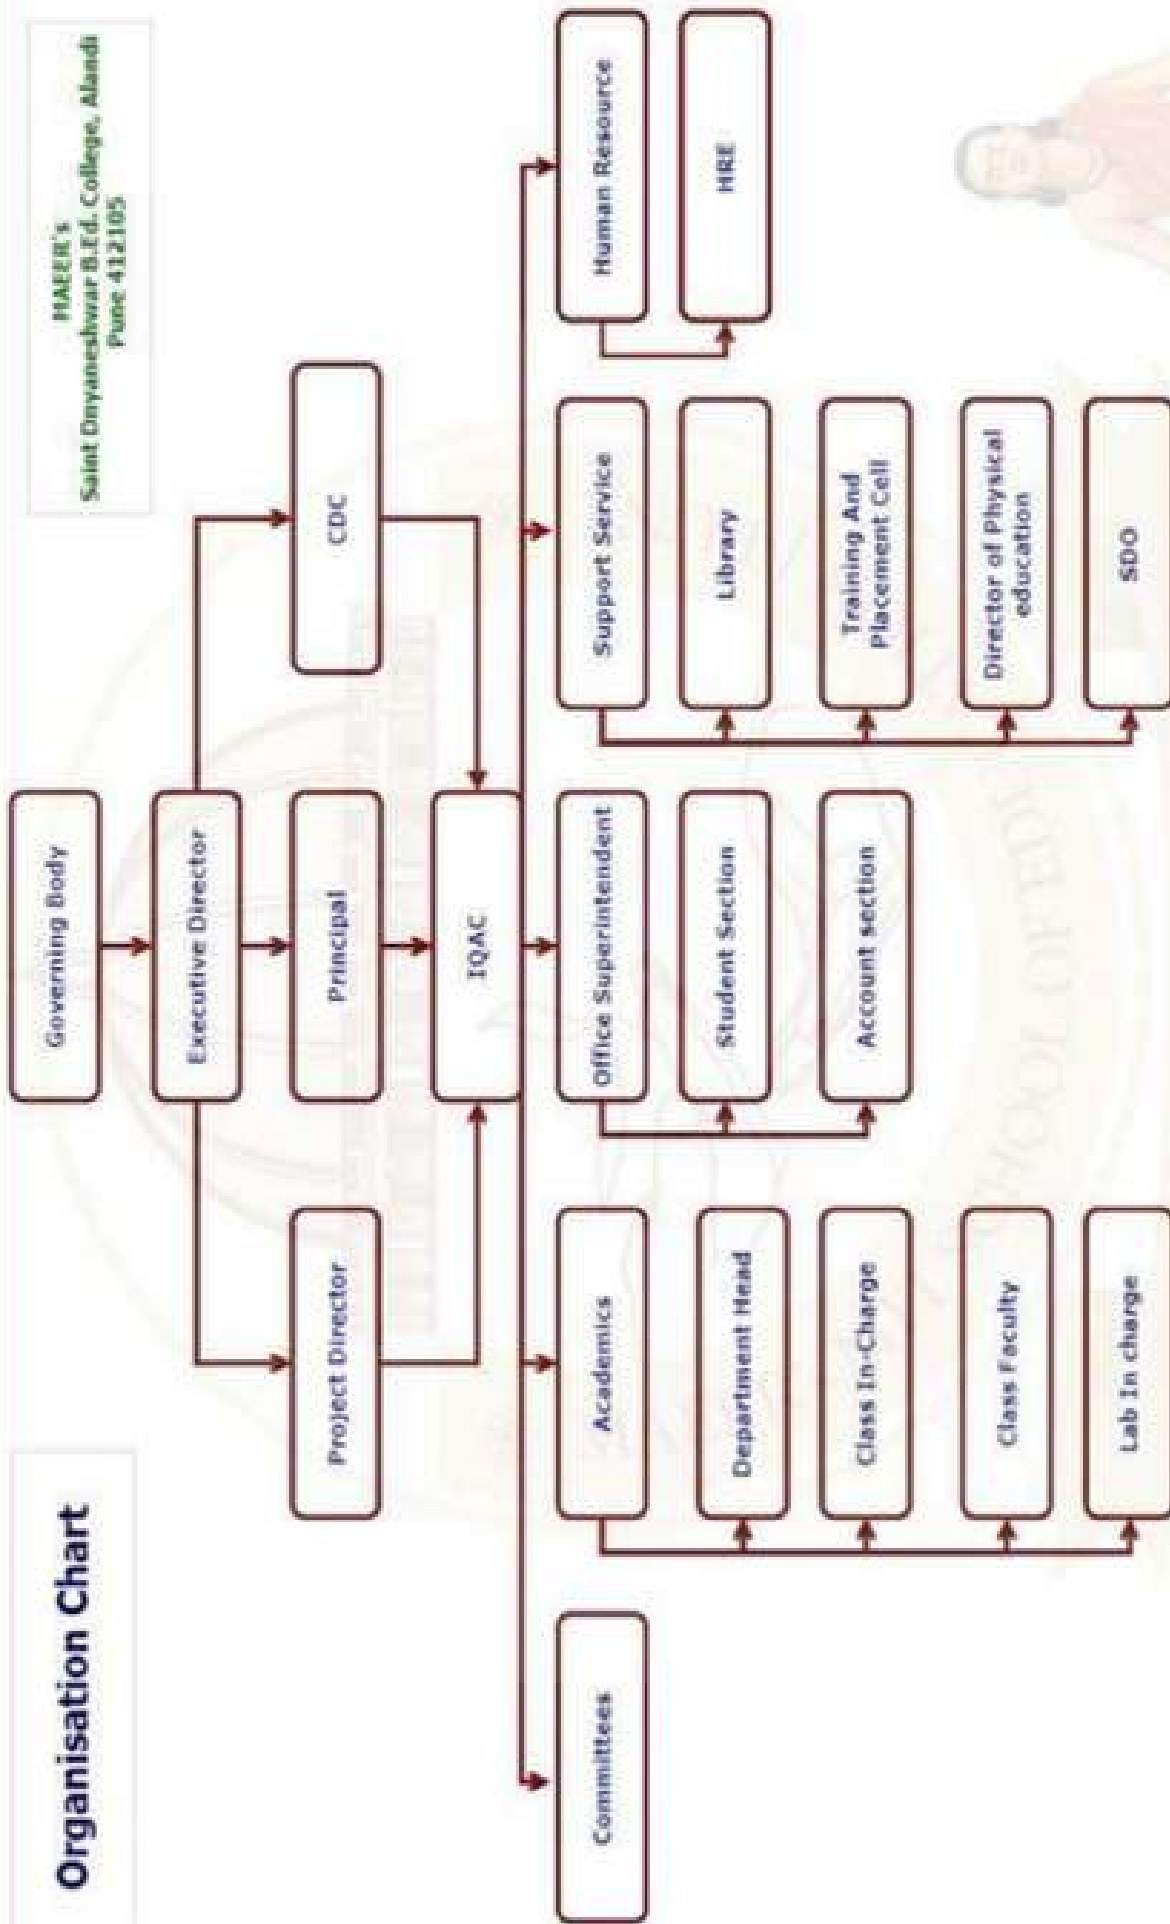 Organisation Chart
MAEER's
Saint Dnyaneshwar B.Ed. College, Alandi
Pune 412105
Governing Body
Executive Director
Project Director
Principal
CDC
IQAC
Committees
Academics
Office Superintendent
Support Service
Human Resource
Department Head
Student Section
Library
HRE
Class In-Charge
Account section
Training And
Placement Cell
Class Faculty
Director of Physical
education
Lab In charge
SDO
SCHOOL OF